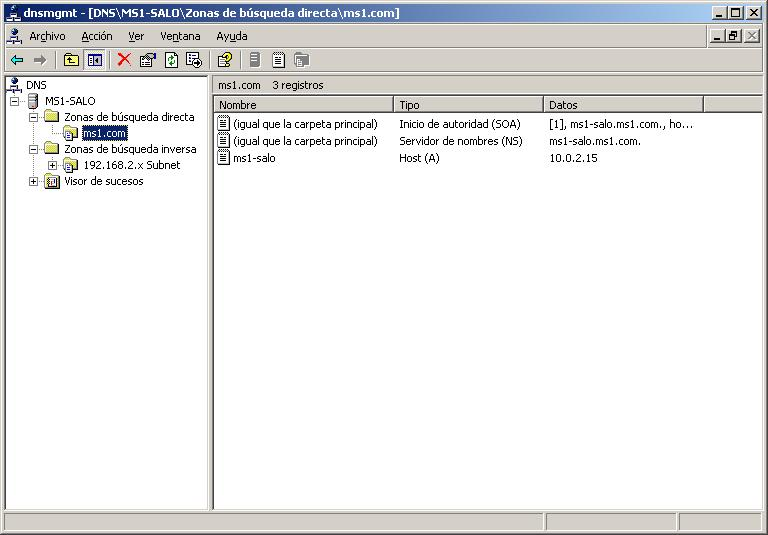 dnsmgmt - [DNS\MS1-SALO\Zonas de búsqueda directa\ms1.com]
Archivo Acción Ver Ventana Ayuda
DNS
MS1-SALO
Zonas de búsqueda directa
ms1.com
Zonas de búsqueda inversa
192.168.2.x Subnet
Visor de sucesos
ms1.com 3 registros
Nombre Tipo Datos
(igual que la carpeta principal) Inicio de autoridad (SOA) [1], ms1-salo.ms1.com., ho...
(igual que la carpeta principal) Servidor de nombres (NS) ms1-salo.ms1.com.
ms1-salo Host (A) 10.0.2.15